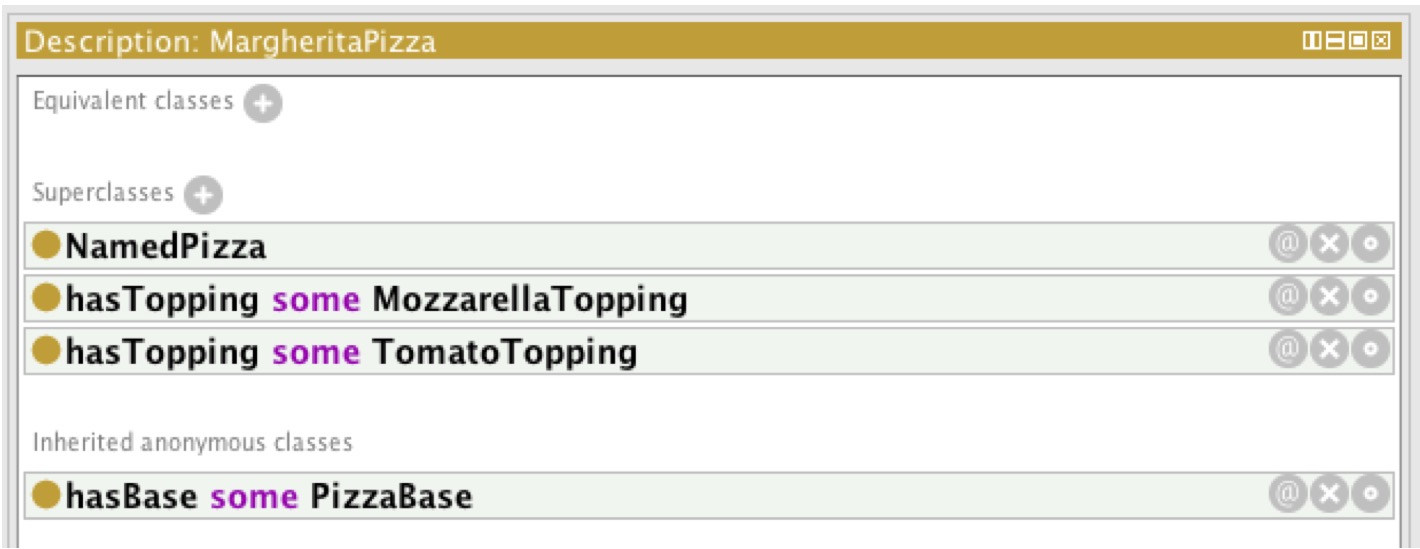 Description: MargheritaPizza
Equivalent classes
Superclasses
NamedPizza
hasTopping some MozzarellaTopping
hasTopping some TomatoTopping
Inherited anonymous classes
hasBase some PizzaBase